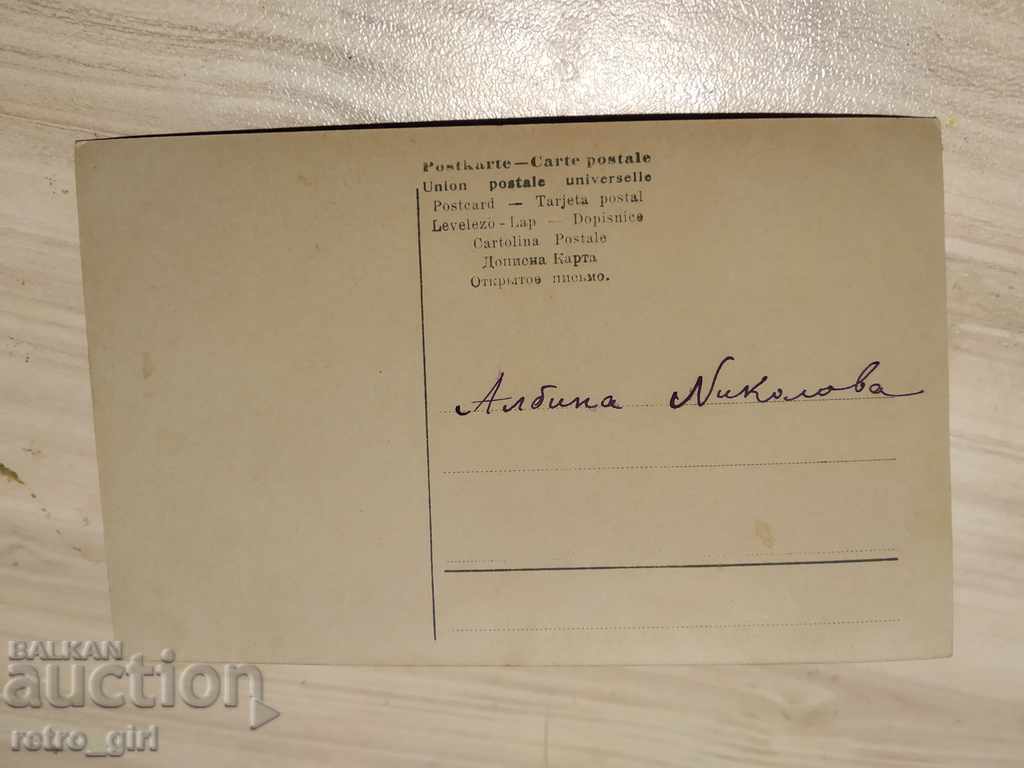 Postkarte—Carte postale
Union postale universelle
Postcard — Tarjeta postal
Levelezö-Lap — Dopisnice
Cartolina Postale
Дописна Карта
Открытое письмо.
Албина Николова
BALKAN
auction
retro_girl